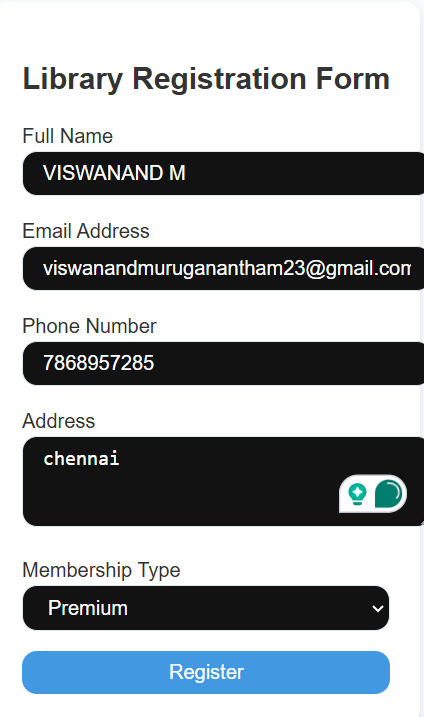 Library Registration Form
Full Name
VISWANAND M
Email Address
viswanandmuruganantham23@gmail.com
Phone Number
7868957285
Address
chennai
Membership Type
Premium
Register